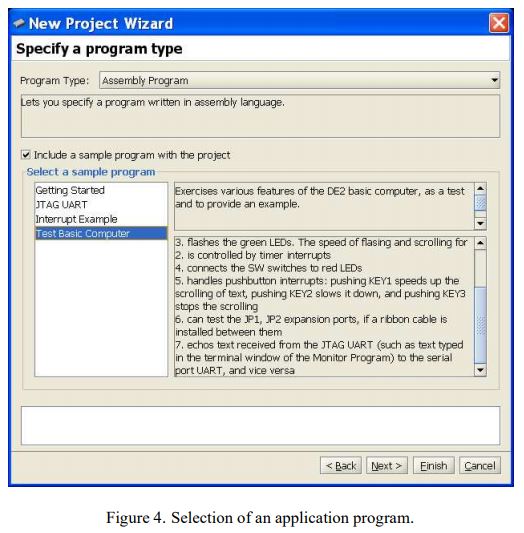 New Project Wizard
Specify a program type
Program Type: Assembly Program
Lets you specify a program written in assembly language.
Include a sample program with the project
Select a sample program
Getting Started
JTAG UART
Interrupt Example
Test Basic Computer
Exercises various features of the DE2 basic computer, as a test
and to provide an example.
3. flashes the green LEDs. The speed of flasing and scrolling for
2. is controlled by timer interrupts
4. connects the SW switches to red LEDs
5. handles pushbutton interrupts: pushing KEY1 speeds up the
scrolling of text, pushing KEY2 slows it down, and pushing KEY3
stops the scrolling
6. can test the JP1, JP2 expansion ports, if a ribbon cable is
installed between them
7. echos text received from the JTAG UART (such as text typed
in the terminal window of the Monitor Program) to the serial
port UART, and vice versa
< Back Next > Finish Cancel
Figure 4. Selection of an application program.